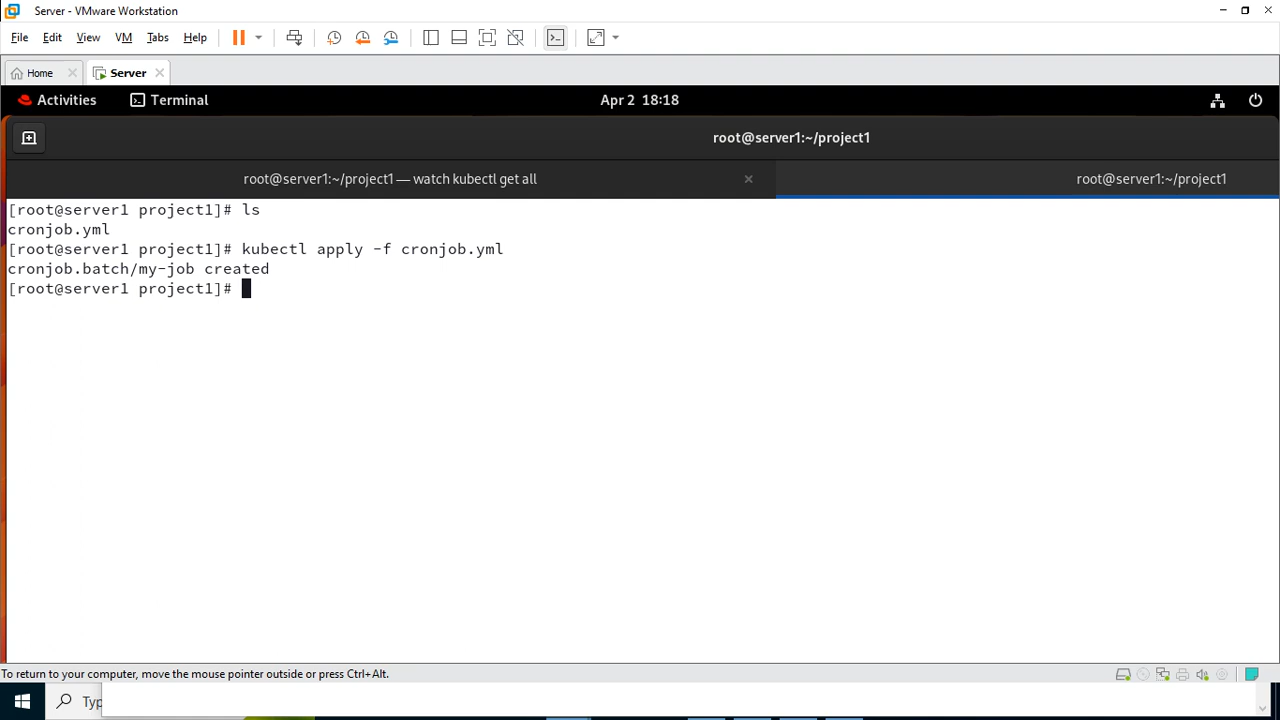 Server - VMware Workstation
File Edit View VM Tabs Help
Home Server
Activities Terminal Apr 2 18:18
root@server1:~/project1
root@server1:~/project1 — watch kubectl get all root@server1:~/project1
[root@server1 project1]# ls
cronjob.yml
[root@server1 project1]# kubectl apply -f cronjob.yml
cronjob.batch/my-job created
[root@server1 project1]#
To return to your computer, move the mouse pointer outside or press Ctrl+Alt.
Typ